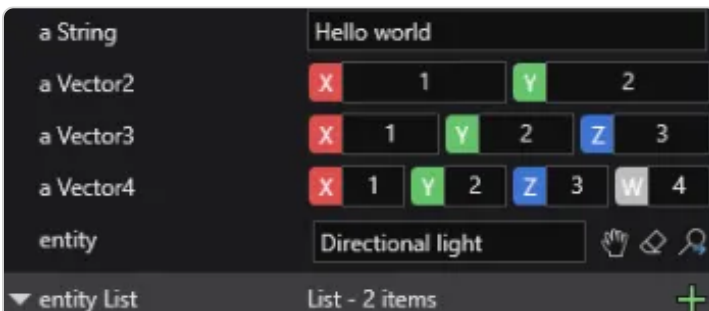 a String Hello world
a Vector2 X 1 Y 2
a Vector3 X 1 Y 2 Z 3
a Vector4 X 1 Y 2 Z 3 W 4
entity Directional light
entity List List - 2 items